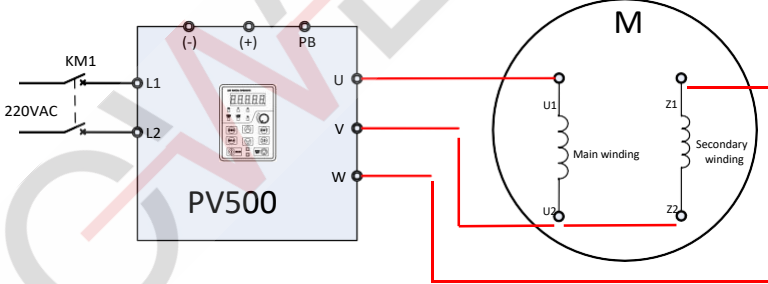 M
(-) (+) PB
KM1
L1
220VAC
L2
U
V
W
PV500
U1
Z1
Main winding
Secondary
winding
U2
Z2